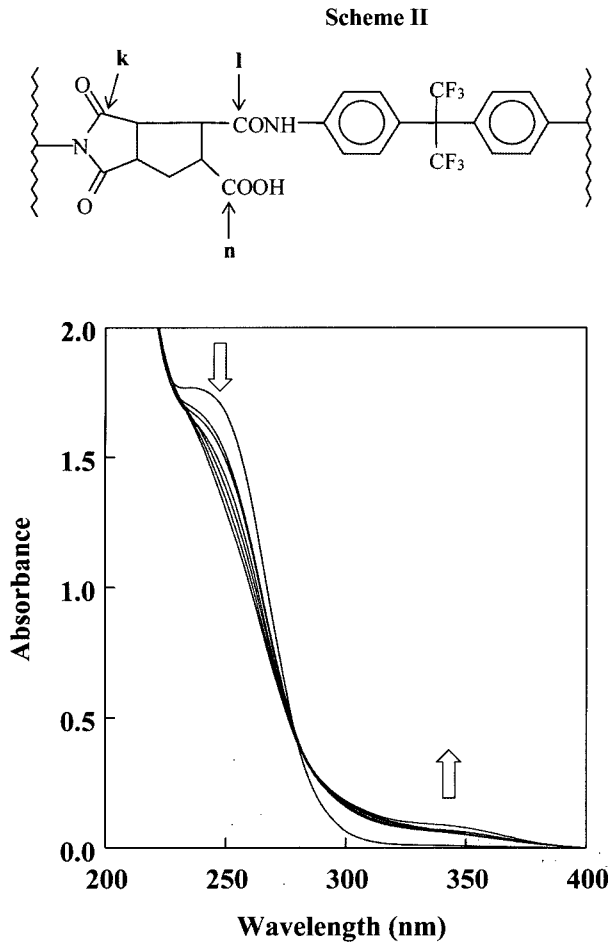 Scheme II
k
l
O
CF₃
N
CONH
CF₃
O
COOH
n
2.0
1.5
1.0
0.5
0.0
Absorbance
200
250
300
350
400
Wavelength (nm)